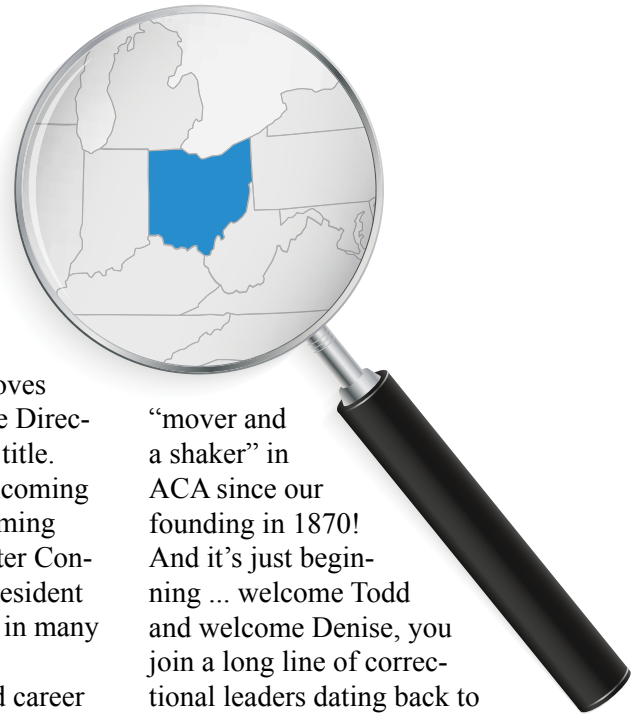 oves
e Direc-
title.
coming
ming
ter Con-
esident
in many
d career
“mover and
a shaker” in
ACA since our
founding in 1870!
And it’s just begin-
ning ... welcome Todd
and welcome Denise, you
join a long line of correc-
tional leaders dating back to